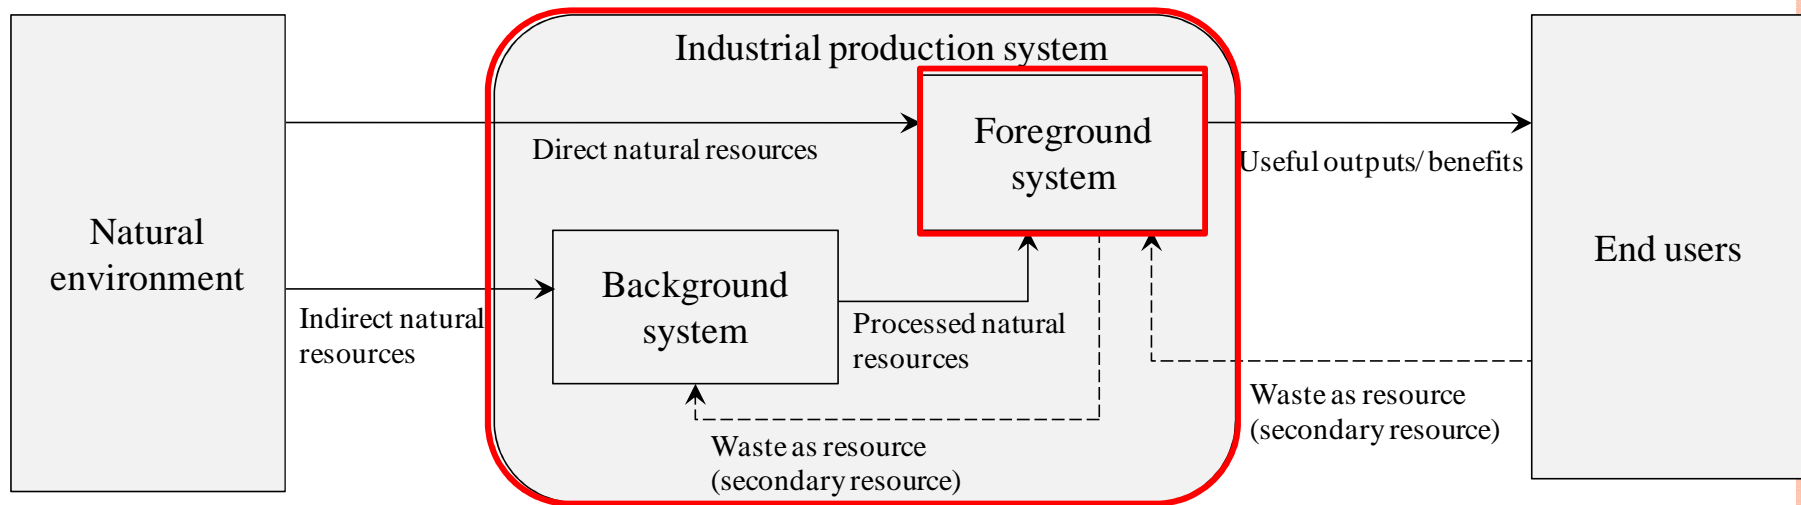 Industrial production system
Natural
environment
Direct natural resources
Foreground
system
Useful outputs/ benefits
End users
Indirect natural
resources
Background
system
Processed natural
resources
Waste as resource
(secondary resource)
Waste as resource
(secondary resource)